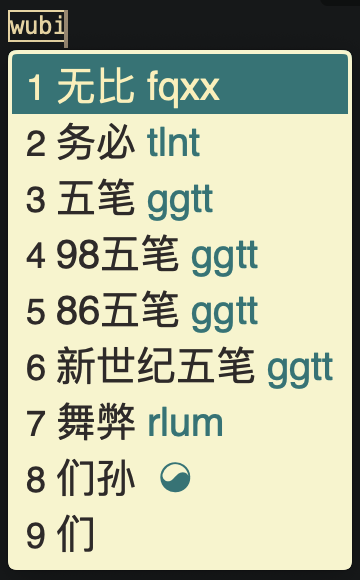 wubi
1 无比 fqxx
2 务必 tlnt
3 五笔 ggtt
4 98五笔 ggtt
5 86五笔 ggtt
6 新世纪五笔 ggtt
7 舞弊 rlum
8 们孙 ☯
9 们